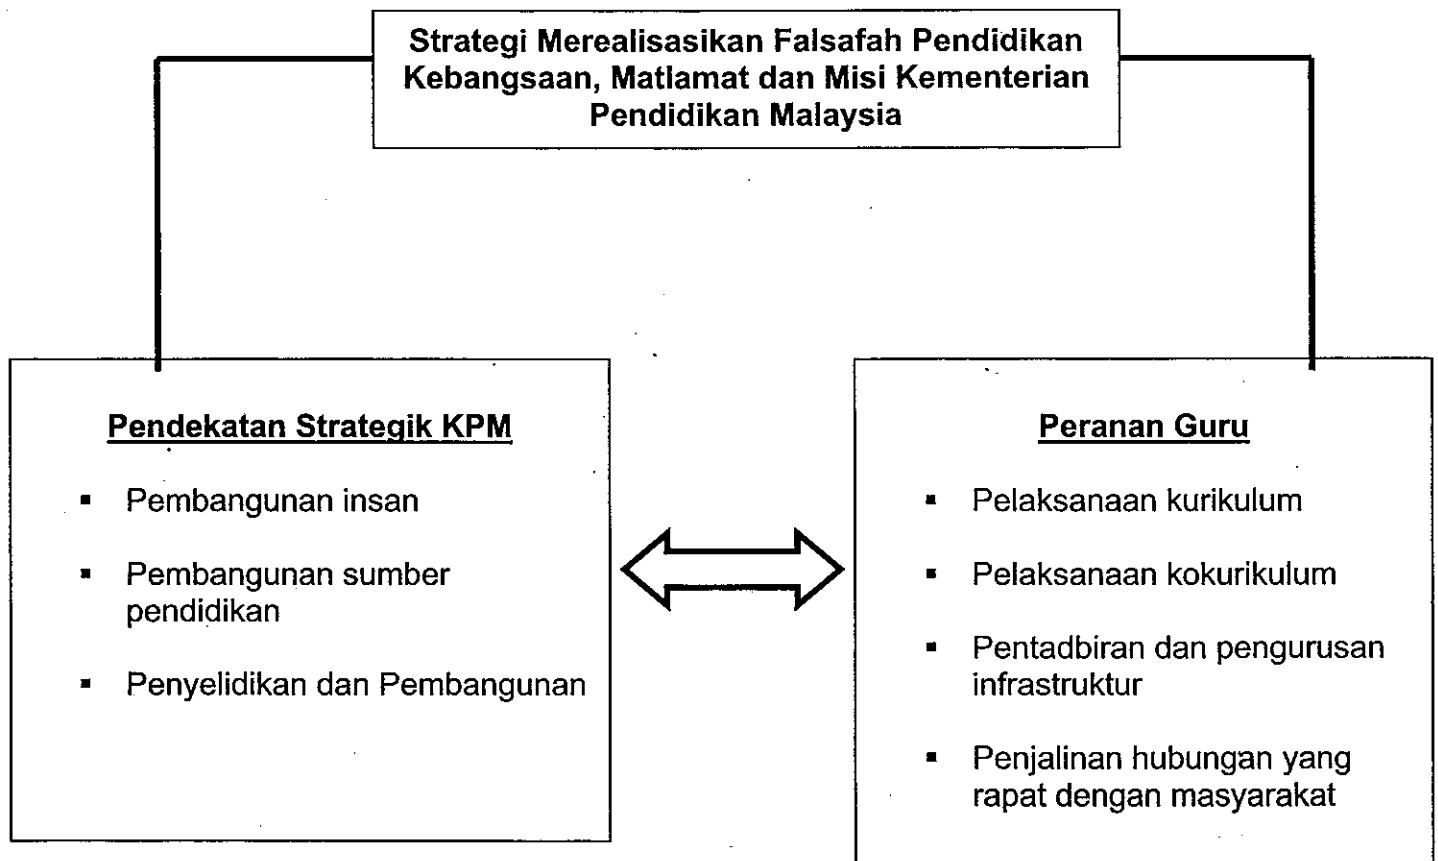 Strategi Merealisasikan Falsafah Pendidikan
Kebangsaan, Matlamat dan Misi Kementerian
Pendidikan Malaysia
Pendekatan Strategik KPM
▪ Pembangunan insan
▪ Pembangunan sumber
pendidikan
▪ Penyelidikan dan Pembangunan
Peranan Guru
▪ Pelaksanaan kurikulum
▪ Pelaksanaan kokurikulum
▪ Pentadbiran dan pengurusan
infrastruktur
▪ Penjalinan hubungan yang
rapat dengan masyarakat